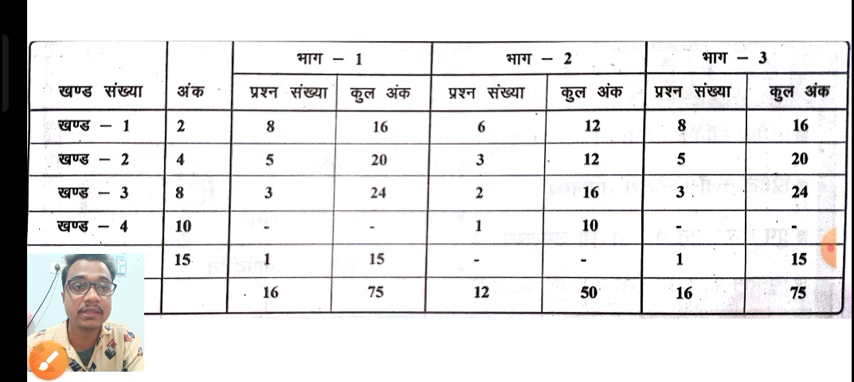 भाग - 1 भाग - 2 भाग - 3
खण्ड संख्या अंक प्रश्न संख्या कुल अंक प्रश्न संख्या कुल अंक प्रश्न संख्या कुल अंक
खण्ड - 1 2 8 16 6 12 8 16
खण्ड - 2 4 5 20 3 12 5 20
खण्ड - 3 8 3 24 2 16 3 24
खण्ड - 4 10 - - 1 10 - -
15 1 15 - - 1 15
16 75 12 50 16 75